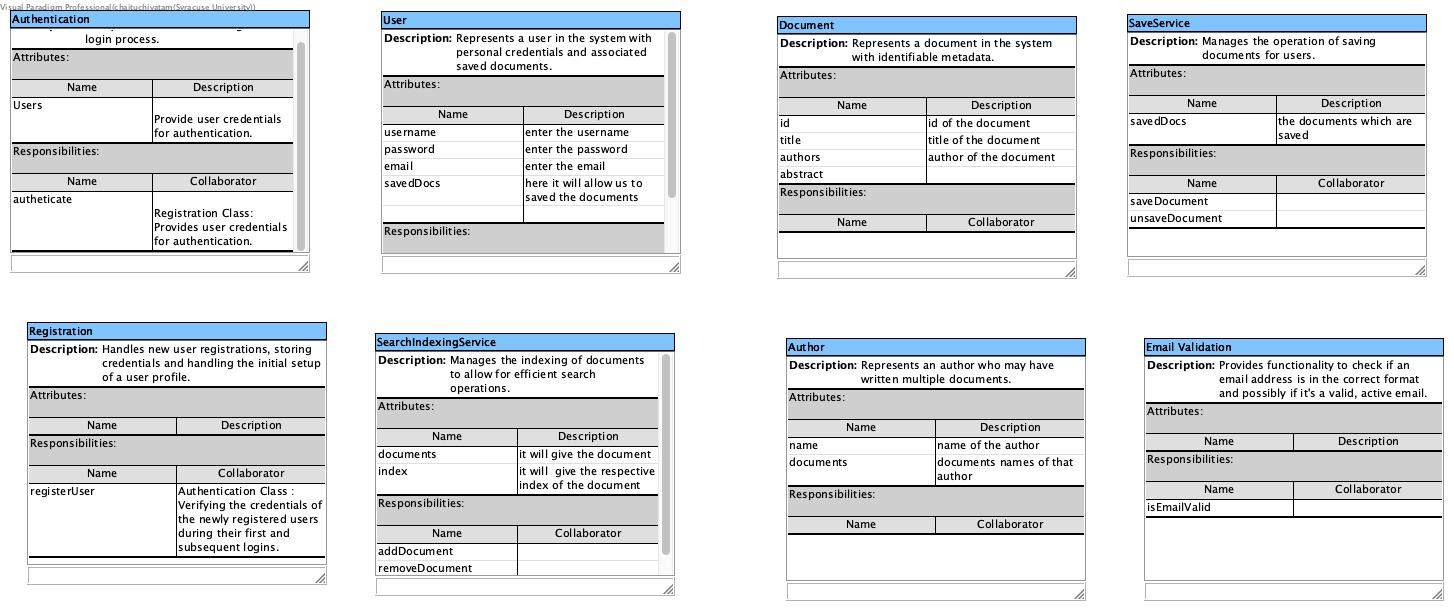 Visual Paradigm Professional(chaituchivatam(Syracuse University))
Authentication
login process.
Attributes:
Name Description
Users
Provide user credentials
for authentication.
Responsibilities:
Name Collaborator
autheticate
Registration Class:
Provides user credentials
for authentication.
User
Description: Represents a user in the system with
personal credentials and associated
saved documents.
Attributes:
Name Description
username enter the username
password enter the password
email enter the email
savedDocs here it will allow us to
saved the documents
Responsibilities:
Document
Description: Represents a document in the system
with identifiable metadata.
Attributes:
Name Description
id id of the document
title title of the document
authors author of the document
abstract
Responsibilities:
Name Collaborator
SaveService
Description: Manages the operation of saving
documents for users.
Attributes:
Name Description
savedDocs the documents which are
saved
Responsibilities:
Name Collaborator
saveDocument
unsaveDocument
Registration
Description: Handles new user registrations, storing
credentials and handling the initial setup
of a user profile.
Attributes:
Name Description
Responsibilities:
Name Collaborator
registerUser Authentication Class :
Verifying the credentials of
the newly registered users
during their first and
subsequent logins.
SearchIndexingService
Description: Manages the indexing of documents
to allow for efficient search
operations.
Attributes:
Name Description
documents it will give the document
index it will give the respective
index of the document
Responsibilities:
Name Collaborator
addDocument
removeDocument
Author
Description: Represents an author who may have
written multiple documents.
Attributes:
Name Description
name name of the author
documents documents names of that
author
Responsibilities:
Name Collaborator
Email Validation
Description: Provides functionality to check if an
email address is in the correct format
and possibly if it's a valid, active email.
Attributes:
Name Description
Responsibilities:
Name Collaborator
isEmailValid